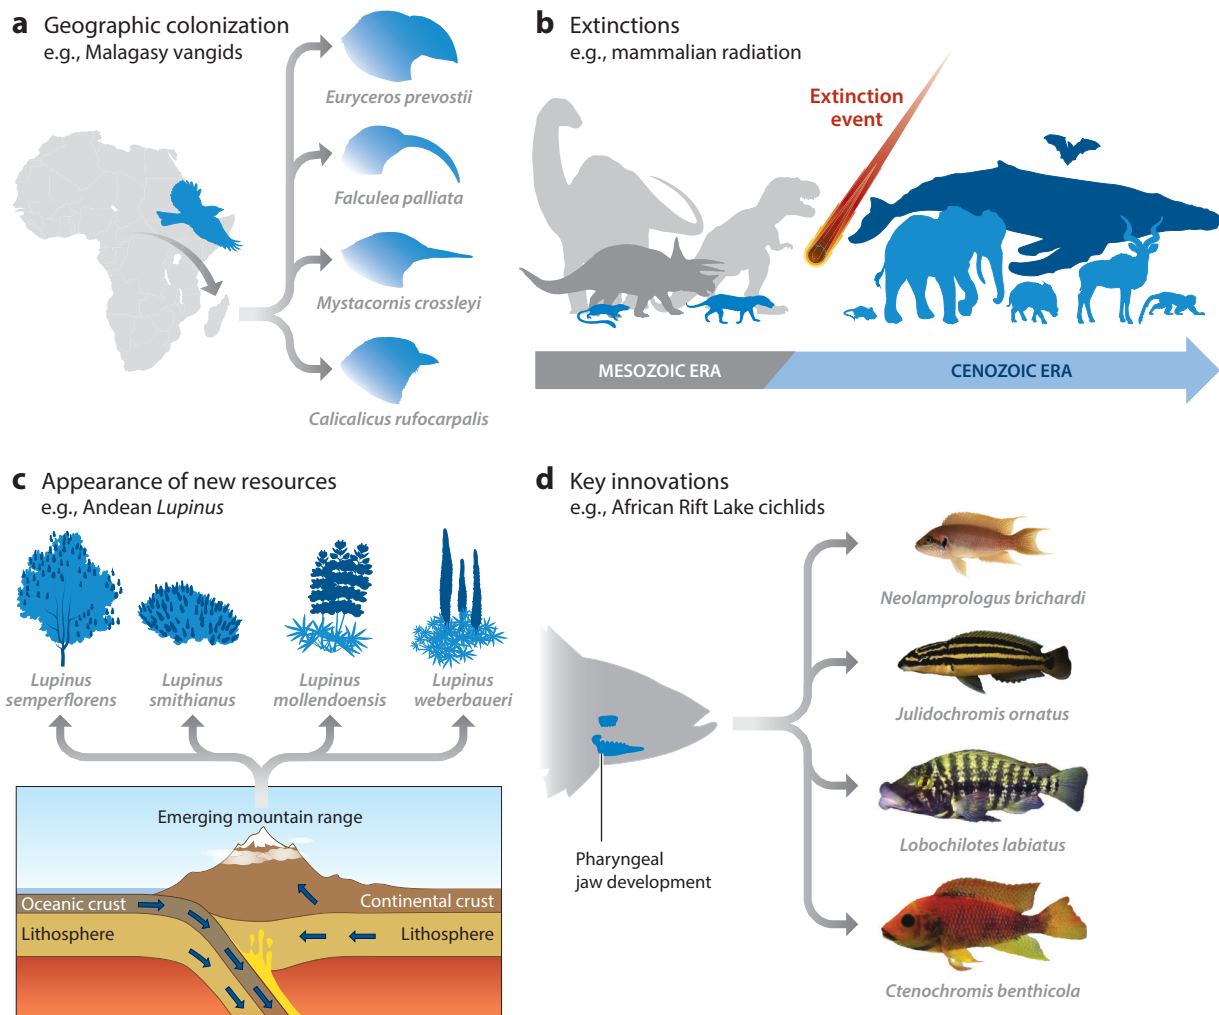 a Geographic colonization
e.g., Malagasy vangids
Euryceros prevostii
Falculea palliata
Mystacornis crossleyi
Calicalicus rufocarpalis
b Extinctions
e.g., mammalian radiation
Extinction
event
MESOZOIC ERA
CENOZOIC ERA
c Appearance of new resources
e.g., Andean Lupinus
Lupinus
semperflorens
Lupinus
smithianus
Lupinus
mollendoensis
Lupinus
weberbaueri
Emerging mountain range
Oceanic crust
Continental crust
Lithosphere
Lithosphere
d Key innovations
e.g., African Rift Lake cichlids
Neolamprologus brichardi
Julidochromis ornatus
Lobochilotes labiatus
Ctenochromis benthicola
Pharyngeal
jaw development